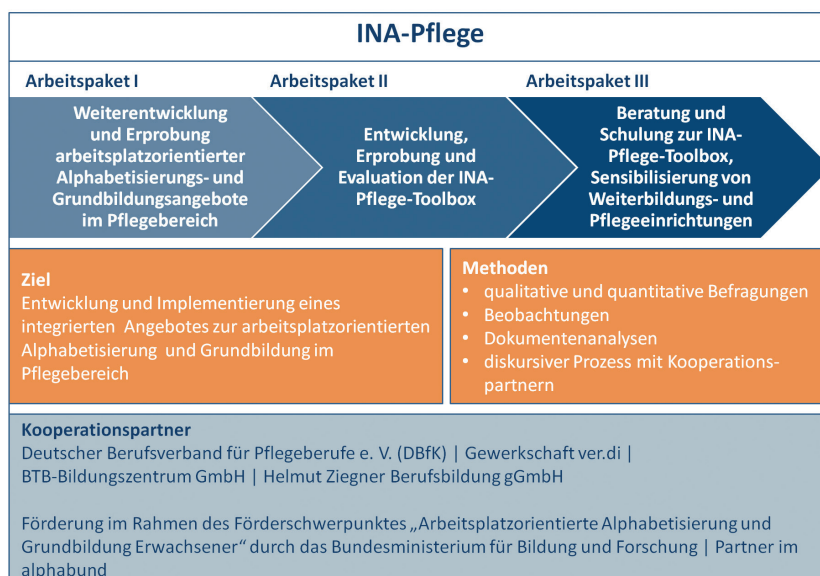 INA-Pflege
Arbeitspaket I
Arbeitspaket II
Arbeitspaket III
Weiterentwicklung
und Erprobung
arbeitsplatzorientierter
Alphabetisierungs- und
Grundbildungsangebote
im Pflegebereich
Entwicklung,
Erprobung und
Evaluation der INA-
Pflege-Toolbox
Beratung und
Schulung zur INA-
Pflege-Toolbox,
Sensibilisierung von
Weiterbildungs- und
Pflegeeinrichtungen
Ziel
Entwicklung und Implementierung eines
integrierten Angebotes zur arbeitsplatzorientierten
Alphabetisierung und Grundbildung im
Pflegebereich
Methoden
• qualitative und quantitative Befragungen
• Beobachtungen
• Dokumentenanalysen
• diskursiver Prozess mit Kooperations-
partnern
Kooperationspartner
Deutscher Berufsverband für Pflegeberufe e. V. (DBfK) | Gewerkschaft ver.di |
BTB-Bildungszentrum GmbH | Helmut Ziegner Berufsbildung gGmbH
Förderung im Rahmen des Förderschwerpunktes „Arbeitsplatzorientierte Alphabetisierung und
Grundbildung Erwachsener“ durch das Bundesministerium für Bildung und Forschung | Partner im
alphabund